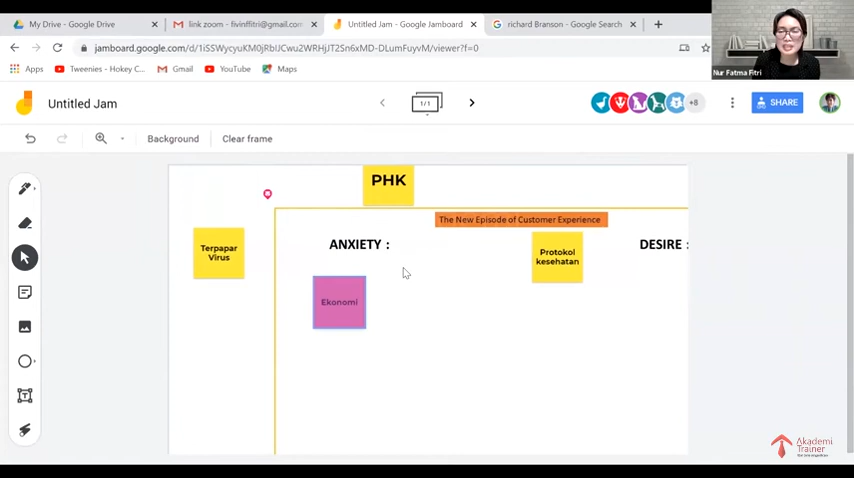 My Drive - Google Drive
link zoom - fivinffitri@gmail.com
Untitled Jam - Google Jamboard
richard Branson - Google Search
jamboard.google.com/d/1iSSWycyuKM0jRbIJCwu2WRHjJT2Sn6xMD-DLumFuyvM/viewer?f=0
Apps
Tweenies - Hokey C...
Gmail
YouTube
Maps
Nur Fatma Fitri
Untitled Jam
1/1
+8
SHARE
Background
Clear frame
PHK
The New Episode of Customer Experience
Terpapar
Virus
ANXIETY :
Protokol
kesehatan
DESIRE :
Ekonomi
Akademi
Trainer